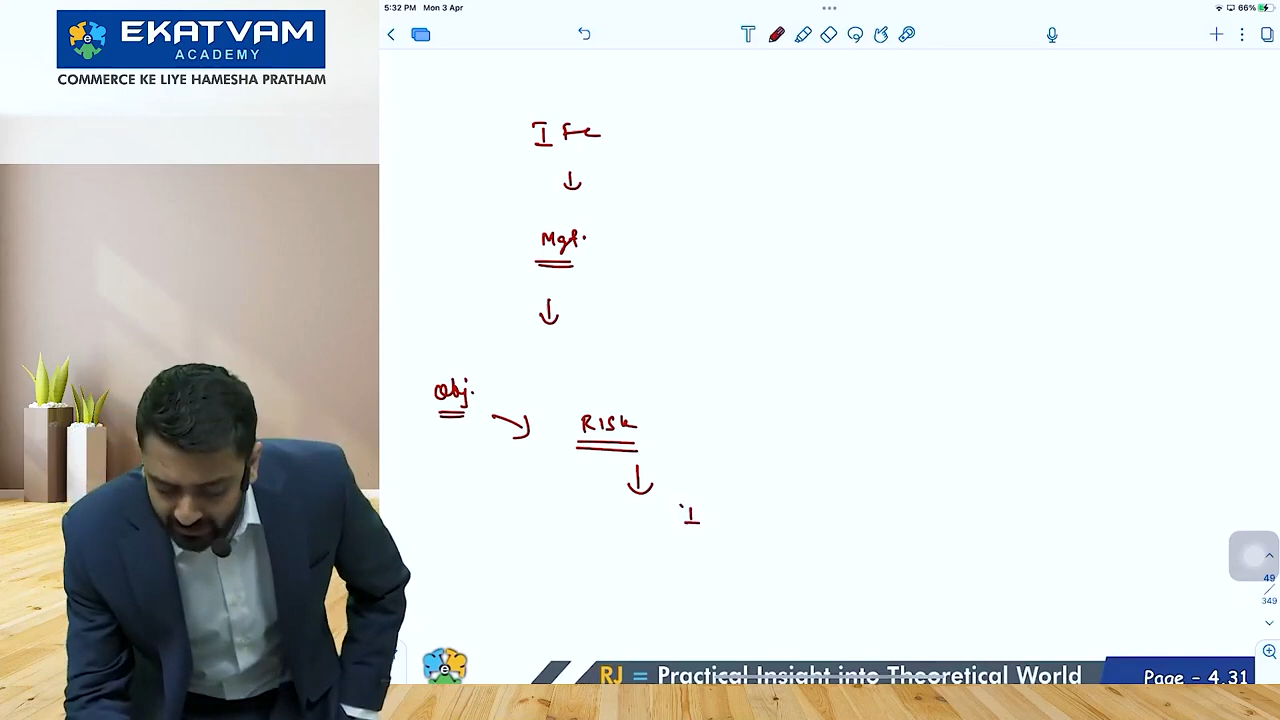 EKATVAM
ACADEMY
COMMERCE KE LIYE HAMESHA PRATHAM
5:32 PM Mon 3 Apr
66%
T
I Fc
Mgt.
Obj.
RISK
I
49
349
RJ = Practical Insight into Theoretical World
Page - 4.31